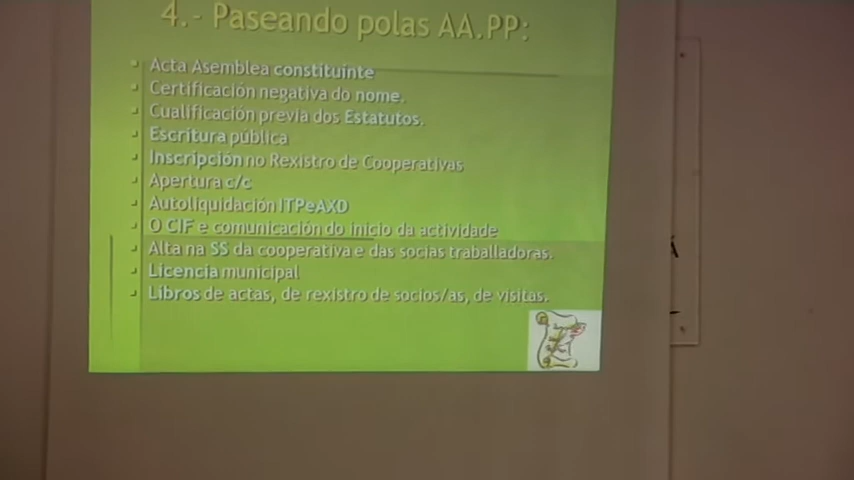 4.- Paseando polas AA.PP:
Acta Asemblea constituinte
Certificación negativa do nome.
Cualificación previa dos Estatutos.
Escritura pública
Inscripción no Rexistro de Cooperativas
Apertura c/c
Autoliquidación ITPeAXD
O CIF e comunicación do inicio da actividade
Alta na SS da cooperativa e das socias traballadoras.
Licencia municipal
Libros de actas, de rexistro de socios/as, de visitas.